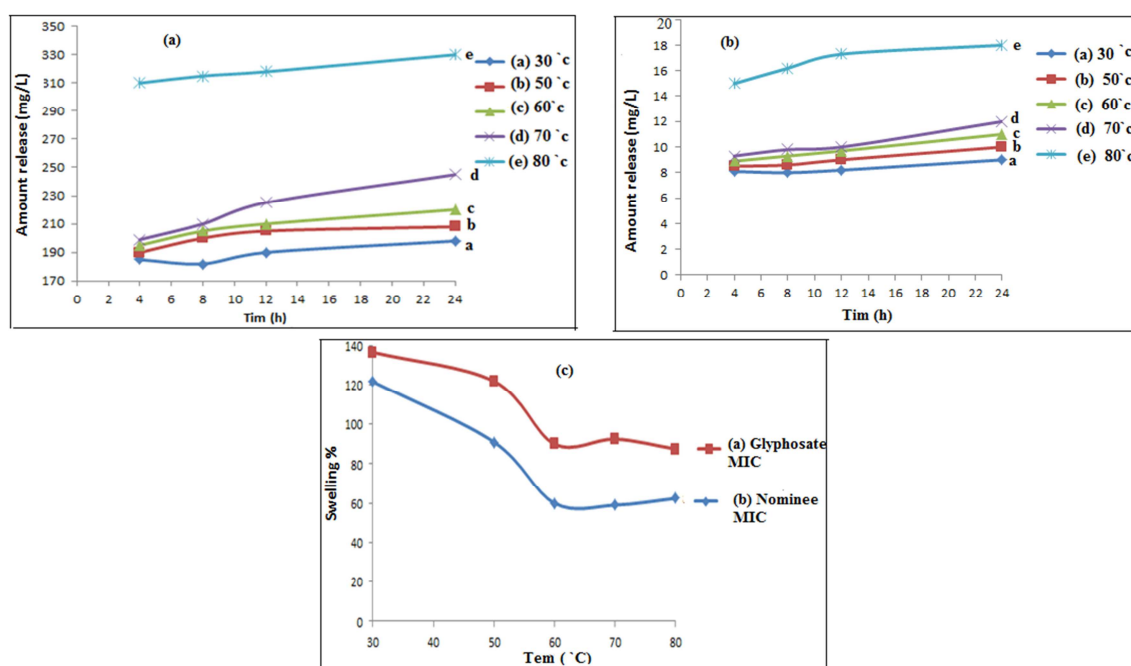 (a)
Amount release (mg/L)
350
330
310
290
270
250
230
210
190
170
0 2 4 6 8 10 12 14 16 18 20 22 24
Tim (h)
e
d
c
b
a
(a) 30 `c
(b) 50 `c
(c) 60`c
(d) 70 `c
(e) 80 `c
(b)
Amount release (mg/L)
20
18
16
14
12
10
8
6
4
2
0
0 2 4 6 8 10 12 14 16 18 20 22 24
Tim (h)
e
d
c
b
a
(a) 30 `c
(b) 50`c
(c) 60`c
(d) 70`c
(e) 80 `c
(c)
Swelling %
140
120
100
80
60
40
20
0
30 40 50 60 70 80
Tem ( `C)
(a) Glyphosate
MIC
(b) Nominee
MIC